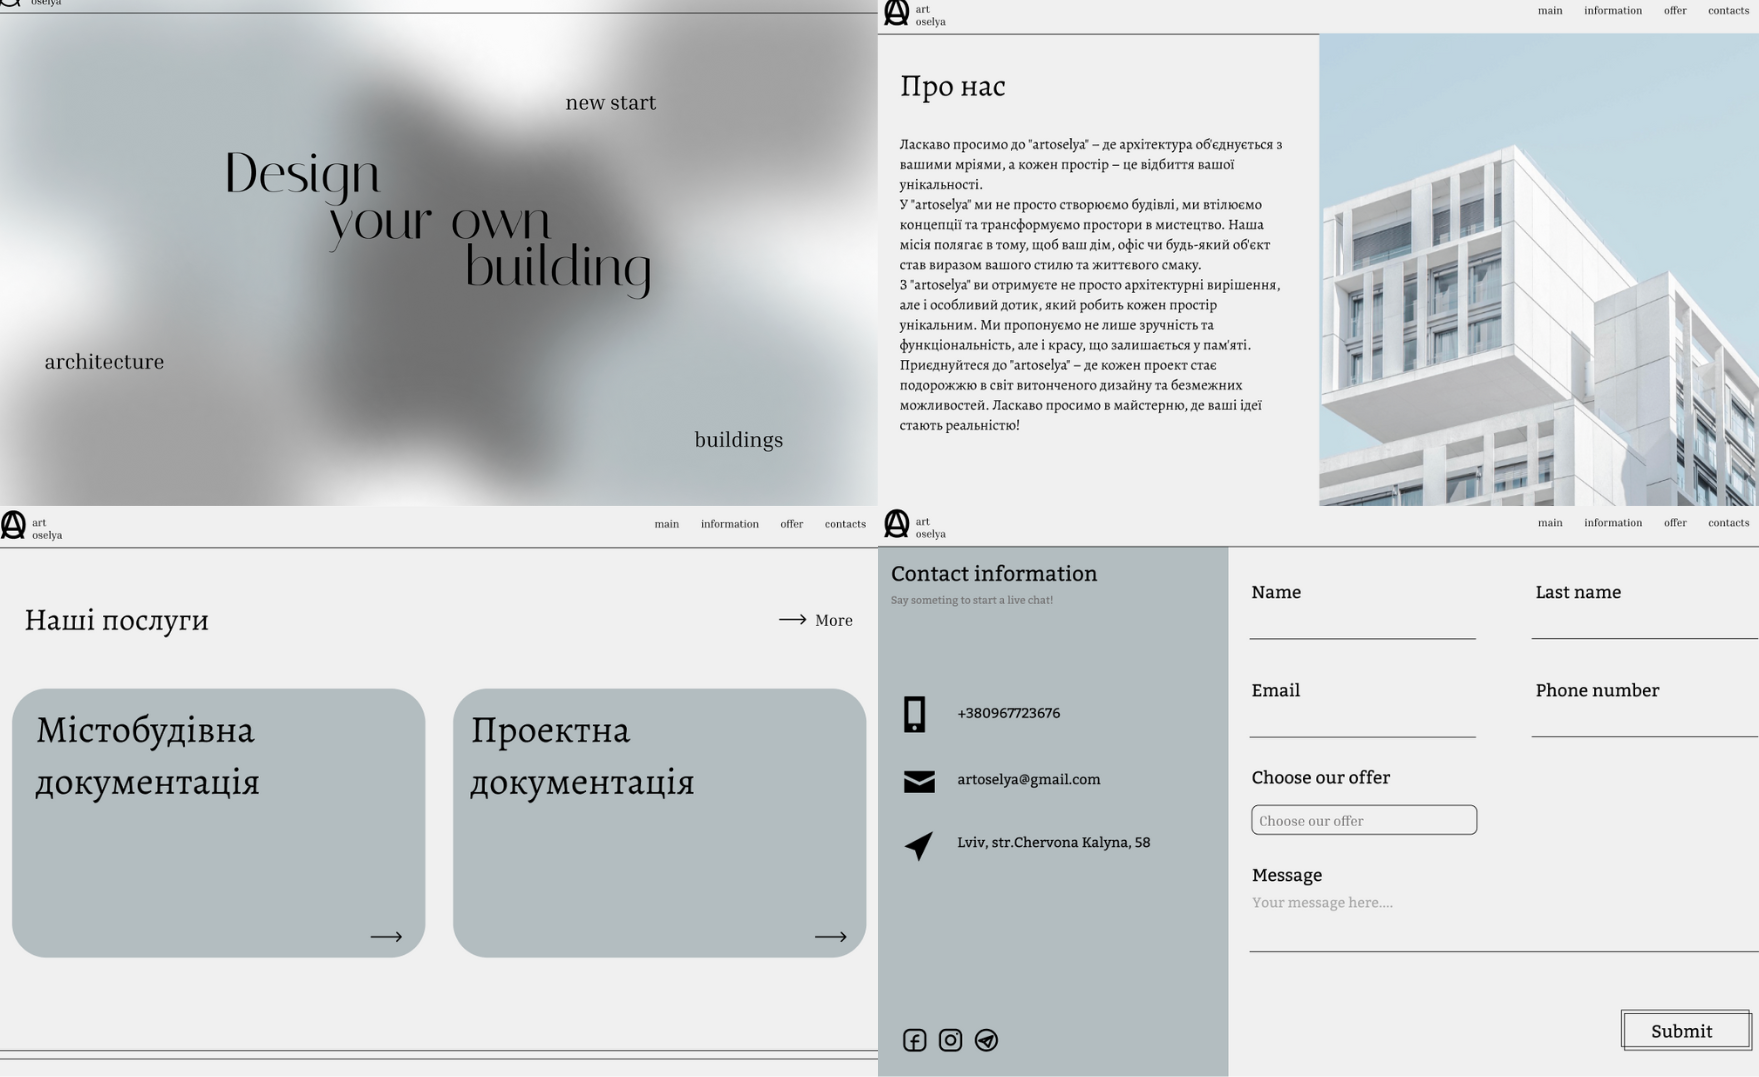 oselya
new start
Design
your own
building
architecture
buildings
art
oselya
main information offer contacts
Про нас
Ласкаво просимо до "artoselya" – де архітектура об'єднується з
вашими мріями, а кожен простір – це відбиття вашої
унікальності.
У "artoselya" ми не просто створюємо будівлі, ми втілюємо
концепції та трансформуємо простори в мистецтво. Наша
місія полягає в тому, щоб ваш дім, офіс чи будь-який об'єкт
став виразом вашого стилю та життєвого смаку.
З "artoselya" ви отримуєте не просто архітектурні вирішення,
але і особливий дотик, який робить кожен простір
унікальним. Ми пропонуємо не лише зручність та
функціональність, але і красу, що залишається у пам'яті.
Приєднуйтеся до "artoselya" – де кожен проект стає
подорожжю в світ витонченого дизайну та безмежних
можливостей. Ласкаво просимо в майстерню, де ваші ідеї
стають реальністю!
art
oselya
main information offer contacts
Наші послуги
More
Містобудівна
документація
Проектна
документація
art
oselya
main information offer contacts
Contact information
Say someting to start a live chat!
+380967723676
artoselya@gmail.com
Lviv, str.Chervona Kalyna, 58
Name
Last name
Email
Phone number
Choose our offer
Choose our offer
Message
Your message here....
Submit